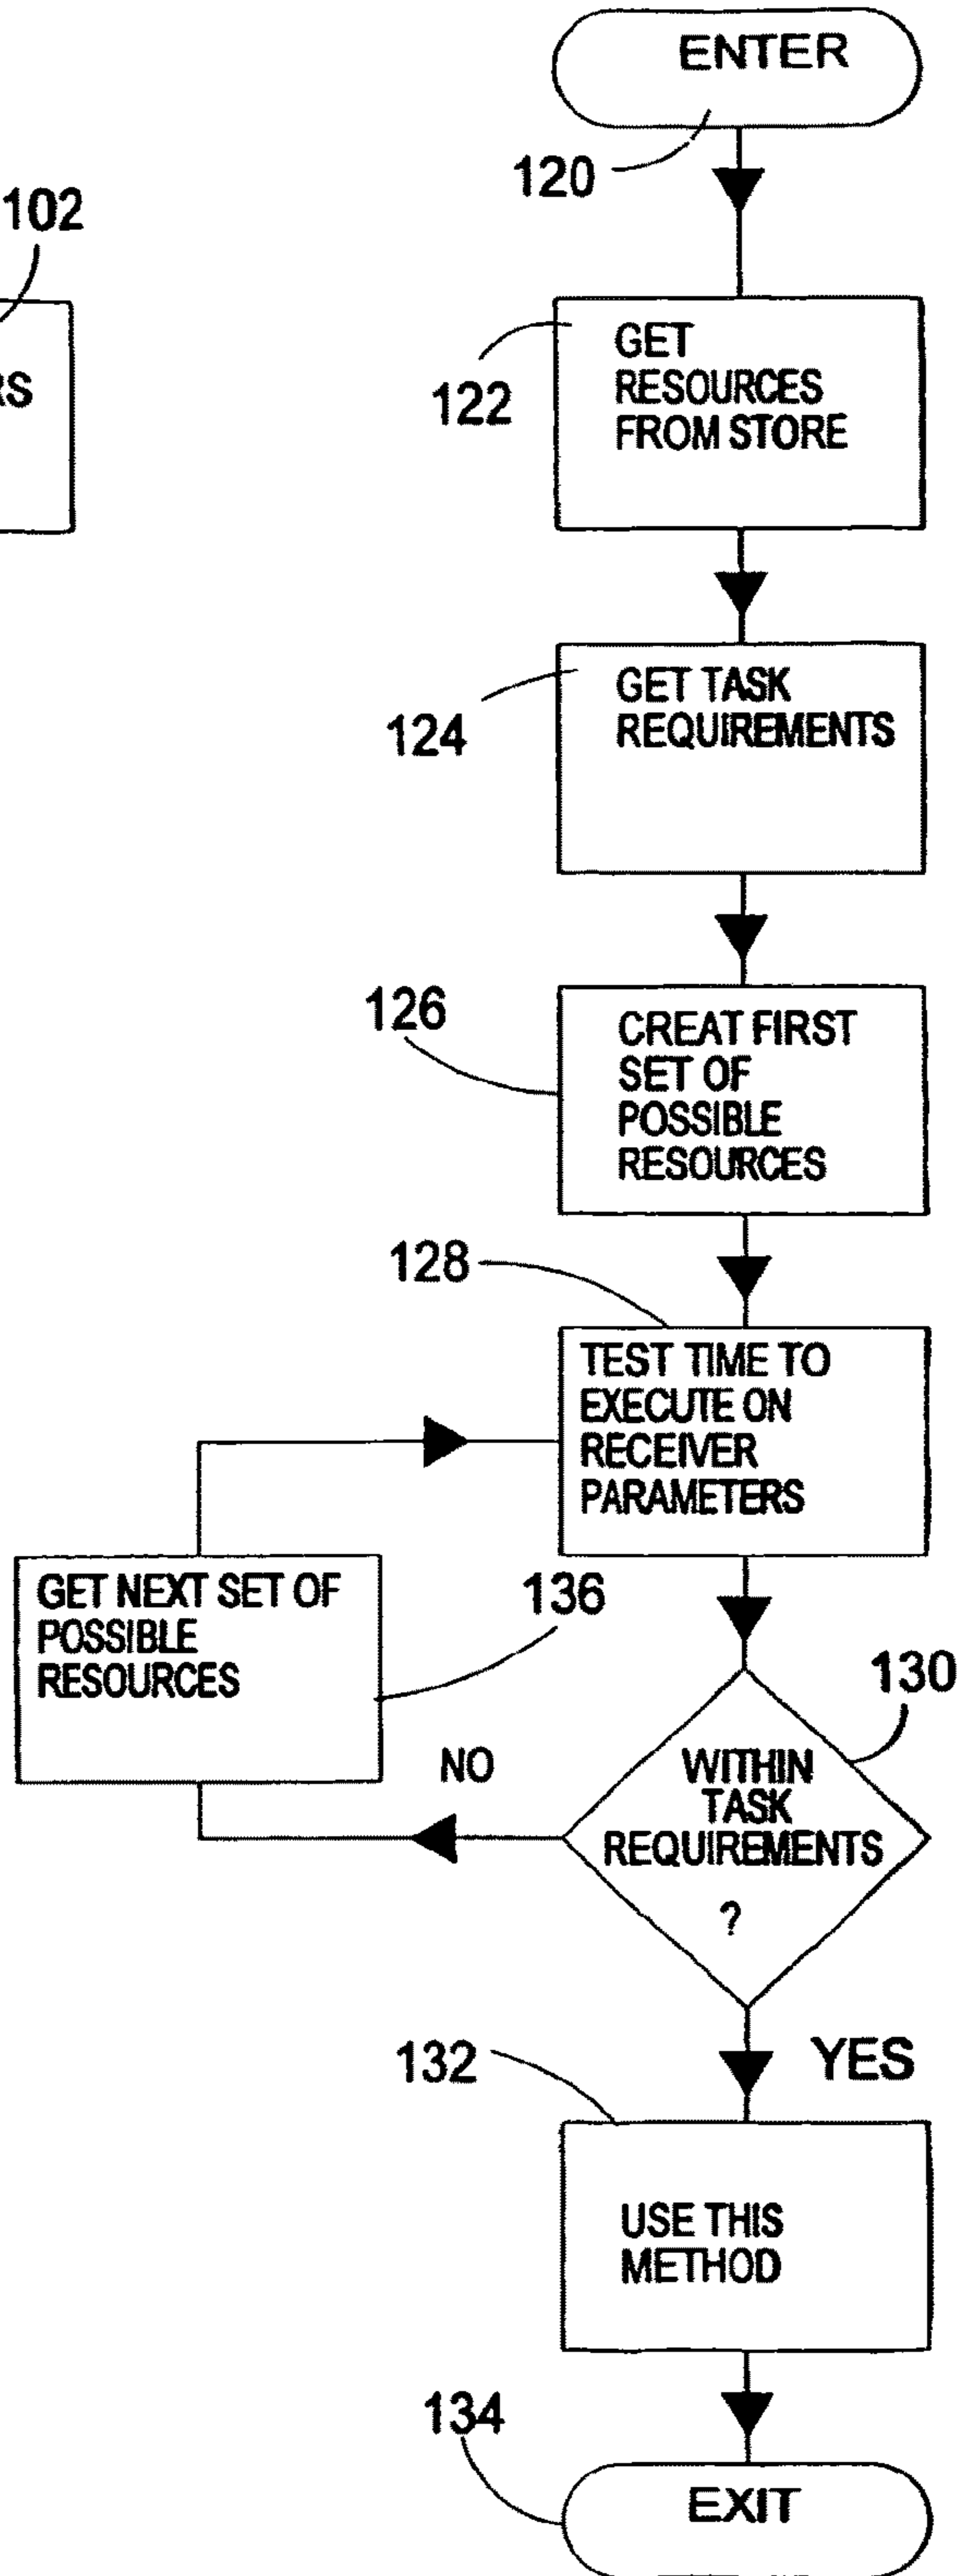 ENTER
120
102
RS
GET
RESOURCES
FROM STORE
122
GET TASK
REQUIREMENTS
124
126
CREAT FIRST
SET OF
POSSIBLE
RESOURCES
128
TEST TIME TO
EXECUTE ON
RECEIVER
PARAMETERS
GET NEXT SET OF
POSSIBLE
RESOURCES
136
130
NO
WITHIN
TASK
REQUIREMENTS
?
132
YES
USE THIS
METHOD
134
EXIT